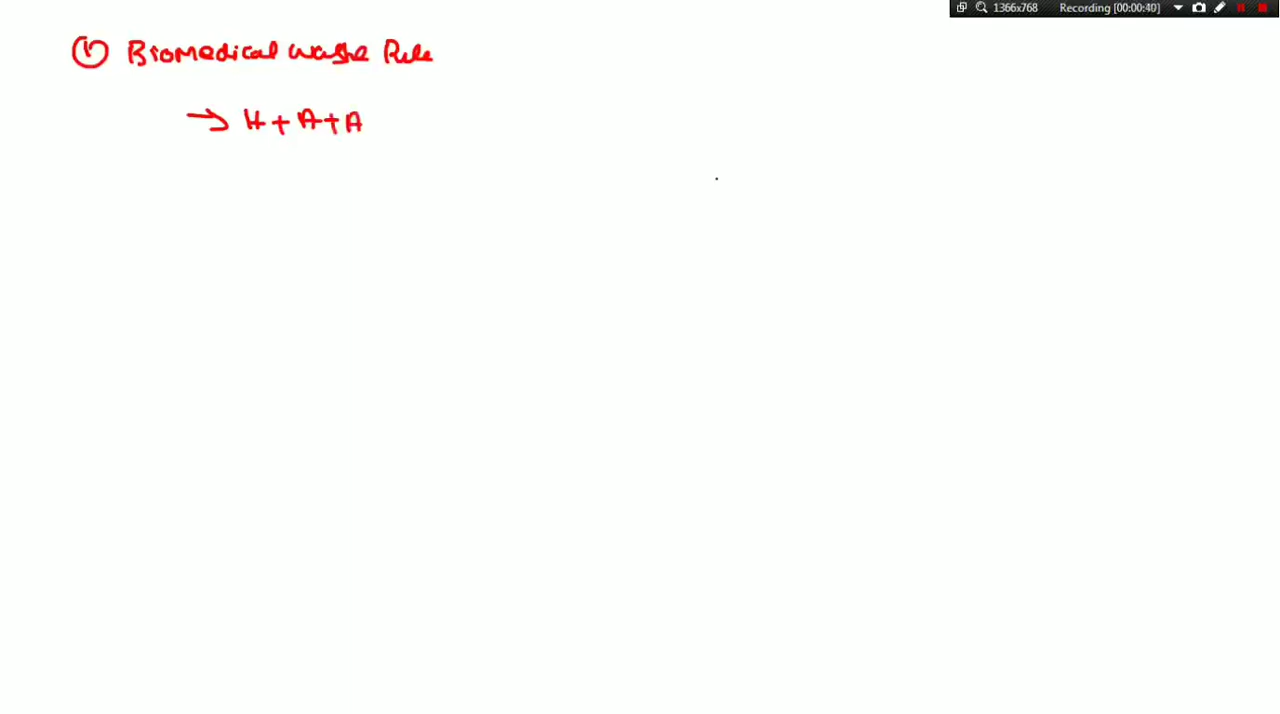 1366x768 Recording [00:00:40]
① Biomedical waste Rule
→ H+A+A